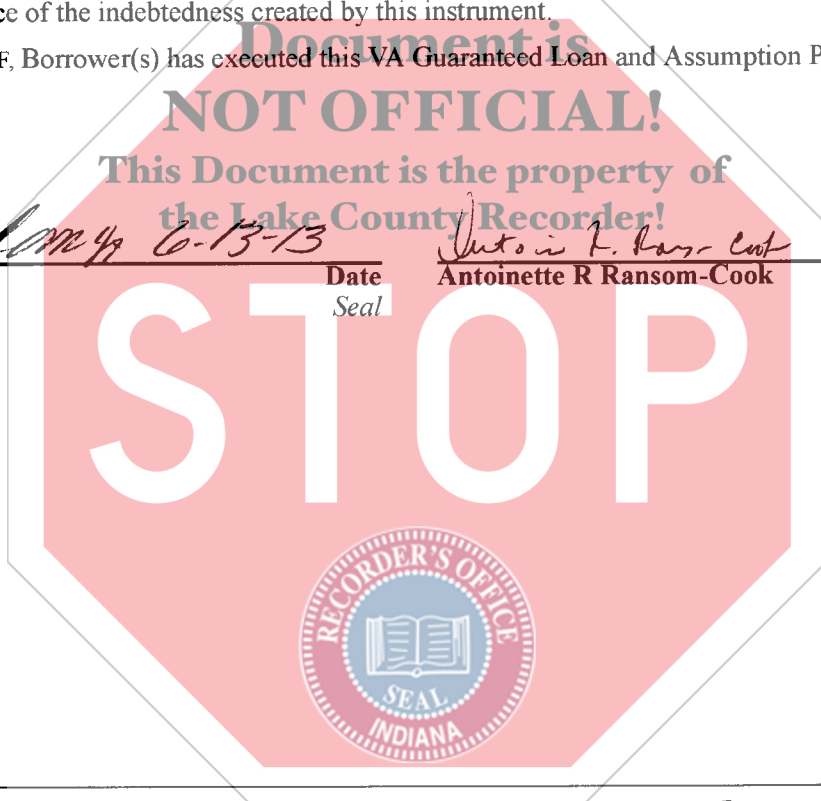 ce of the indebtedness created by this instrument.
F, Borrower(s) has executed this VA Guaranteed Loan and Assumption P
Document is
NOT OFFICIAL!
This Document is the property of
the Lake County Recorder!
6-13-13
Date
Seal
Antoinette R Ransom-Cook
STOP
RECORDER'S OFFICE
SEAL
INDIANA